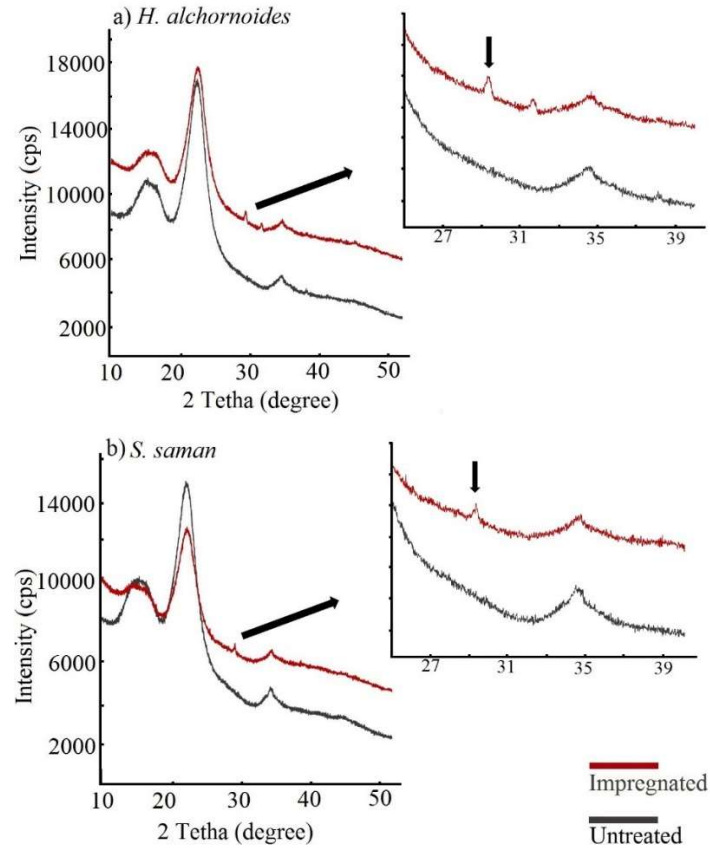 a) H. alchornoides
18000
14000
10000
6000
2000
Intensity (cps)
10 20 30 40 50
2 Tetha (degree)
27 31 35 39
b) S. saman
14000
10000
6000
2000
Intensity (cps)
10 20 30 40 50
2 Tetha (degree)
27 31 35 39
Impregnated
Untreated